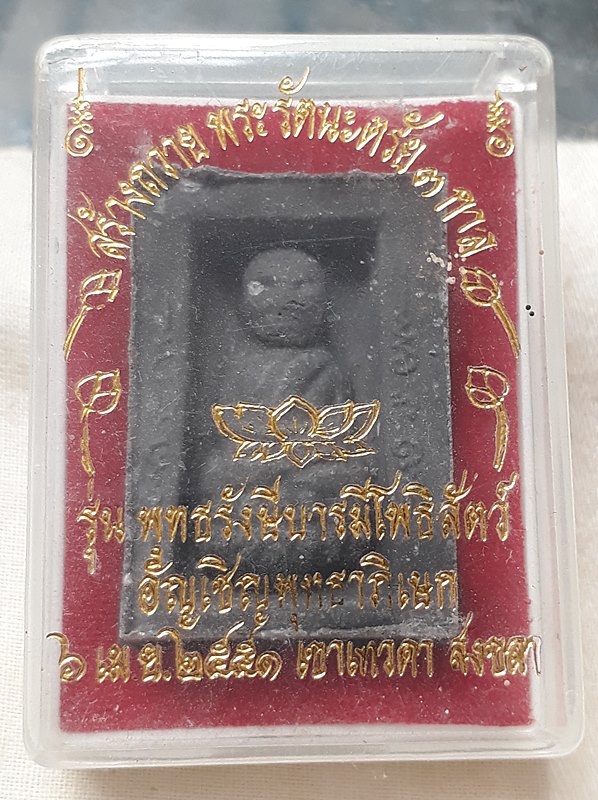 สร้างถวาย พระรัตนะตรัย ๓ กาล
รุ่น พุทธรังษีบารมีโพธิสัตว์
อัญเชิญพุทธาภิเษก
๖ เม.ย.๒๕๕๑ เขาเทวดา สงขลา